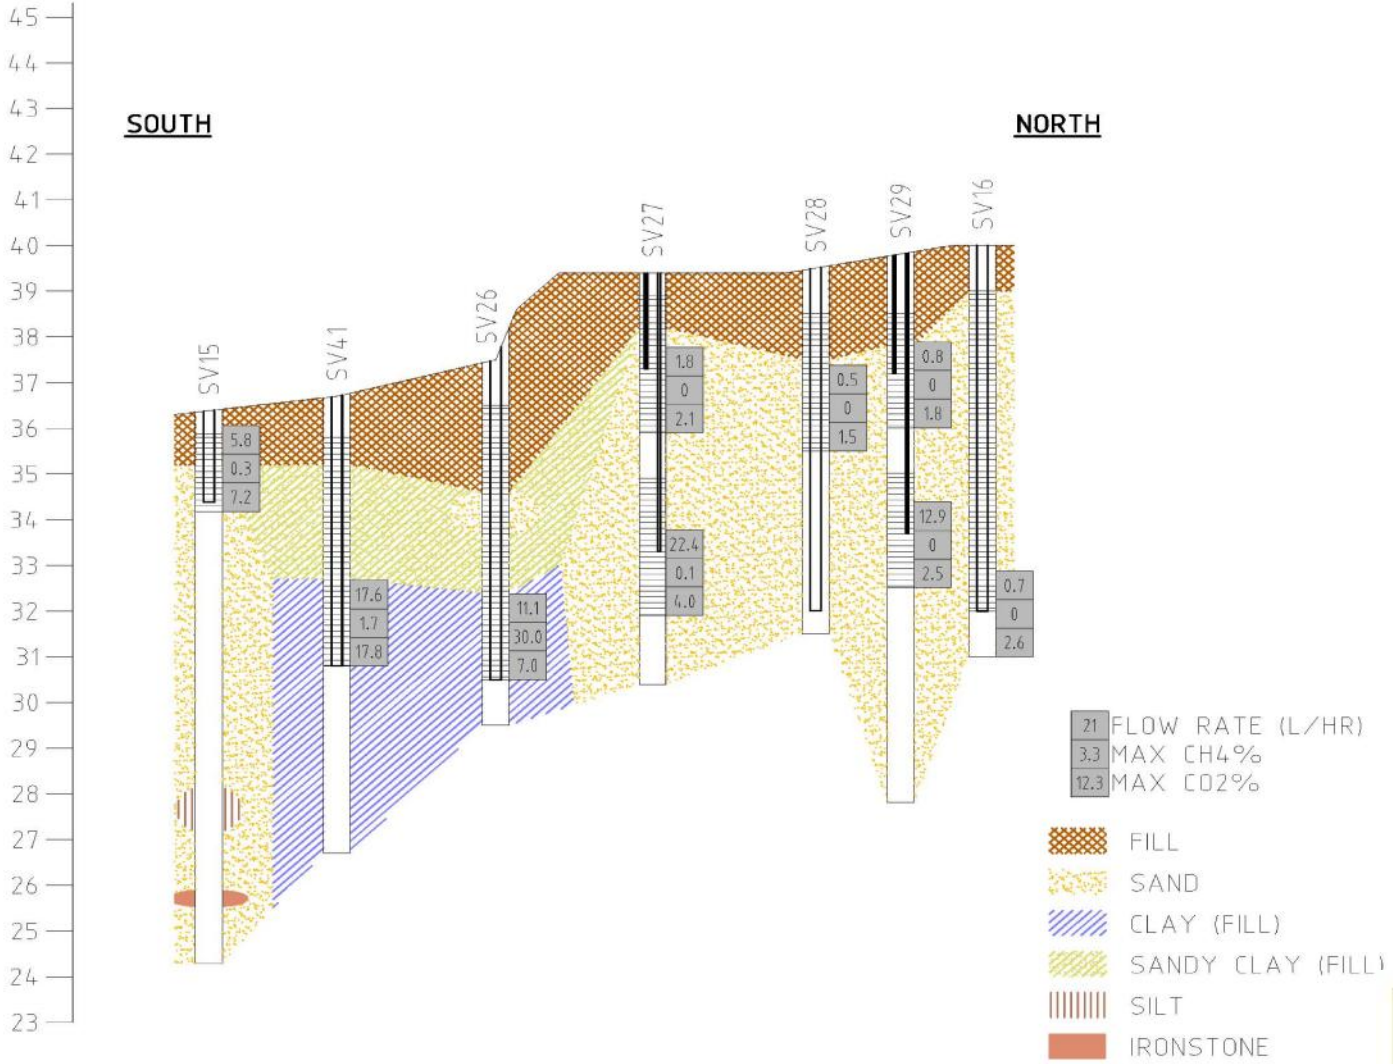 45
44
43
42
41
40
39
38
37
36
35
34
33
32
31
30
29
28
27
26
25
24
23
SOUTH
NORTH
SV15
SV41
SV26
SV27
SV28
SV29
SV16
5.8
0.3
7.2
17.6
1.7
17.8
11.1
30.0
7.0
1.8
0
2.1
22.4
0.1
4.0
0.5
0
1.5
0.8
0
1.8
12.9
0
2.5
0.7
0
2.6
21 FLOW RATE (L/HR)
3.3 MAX CH4%
12.3 MAX CO2%
FILL
SAND
CLAY (FILL)
SANDY CLAY (FILL)
SILT
IRONSTONE